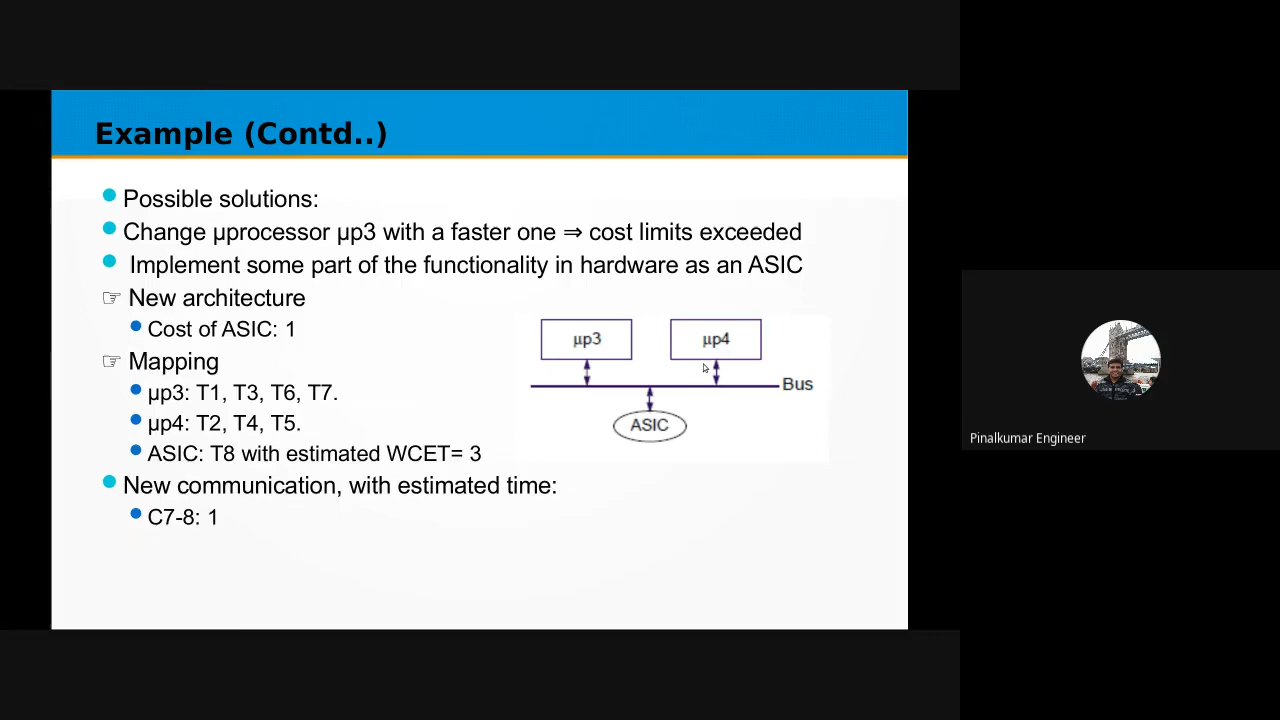 Example (Contd..)
Possible solutions:
Change µprocessor µp3 with a faster one ⇒ cost limits exceeded
Implement some part of the functionality in hardware as an ASIC
☞ New architecture
Cost of ASIC: 1
☞ Mapping
µp3: T1, T3, T6, T7.
µp4: T2, T4, T5.
ASIC: T8 with estimated WCET= 3
New communication, with estimated time:
C7-8: 1
µp3
µp4
Bus
ASIC
Pinalkumar Engineer